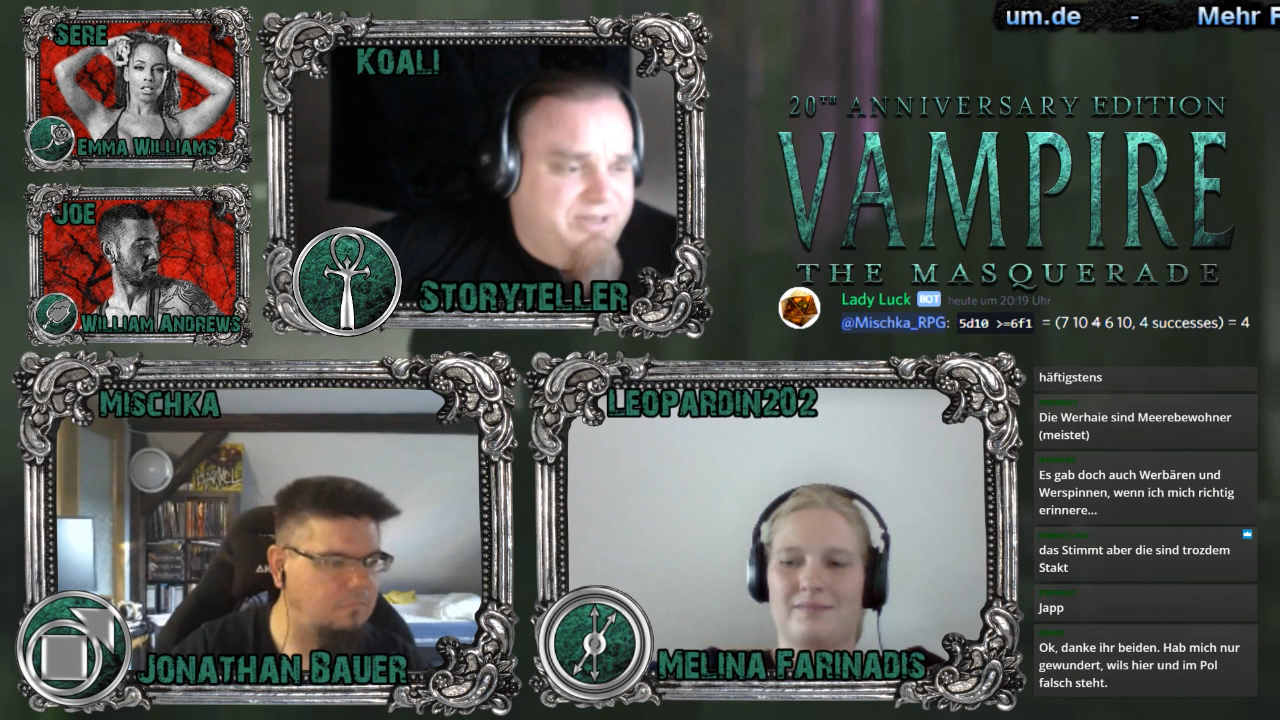 um.de - Mehr F
SERE
EMMA WILLIAMS
KOALI
STORYTELLER
JOE
WILLIAM ANDREWS
20TH ANNIVERSARY EDITION
VAMPIRE
THE MASQUERADE
Lady Luck BOT heute um 20:19 Uhr
@Mischka_RPG: 5d10 >=6f1 = (7 10 4 6 10, 4 successes) = 4
MISCHKA
JONATHAN BAUER
LEOPARDIN202
MELINA FARINADIS
häftigstens
Die Werhaie sind Meerebewohner
(meistet)
Es gab doch auch Werbären und
Werspinnen, wenn ich mich richtig
erinnere...
das Stimmt aber die sind trozdem
Stakt
Japp
Ok, danke ihr beiden. Hab mich nur
gewundert, wils hier und im Pol
falsch steht.